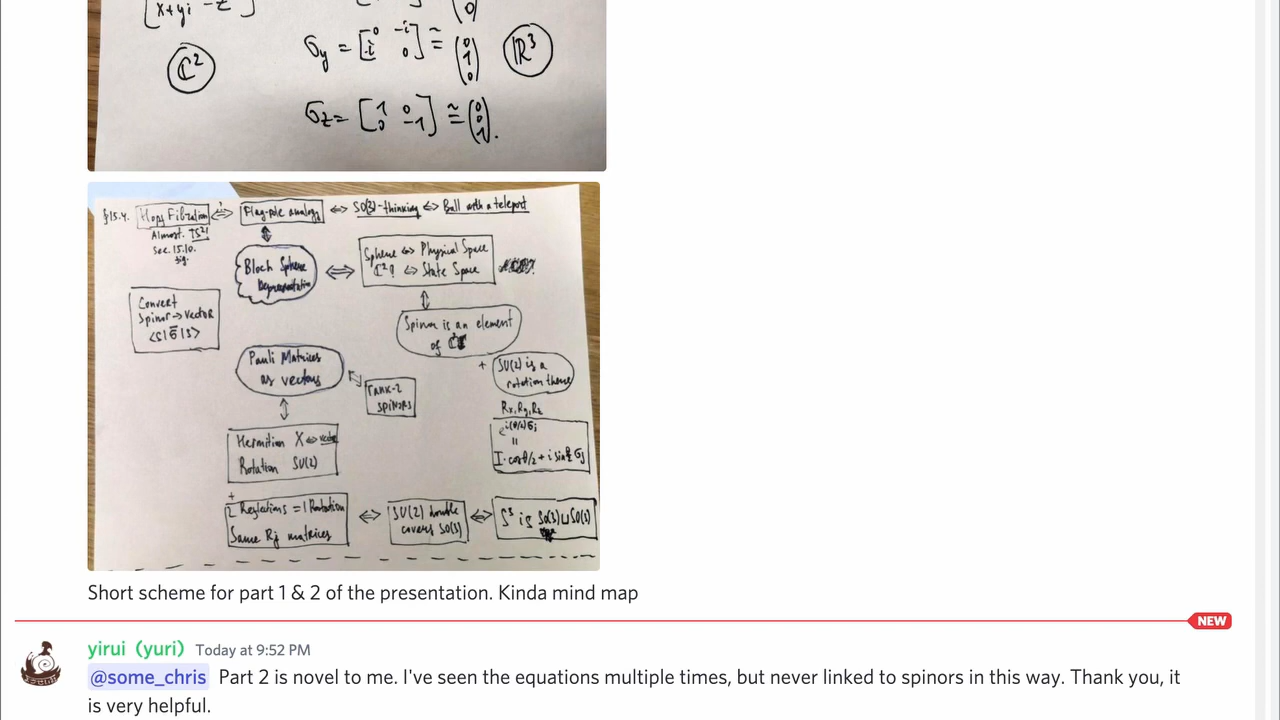 x+yi -z
ℂ²
σy = [0 -i i 0] ≅ (0 1 0)
ℝ³
σz = [1 0 0 -1] ≅ (0 0 1).
§15.4. Hopf Fibration ⇔ Flag-pole analogy ⇔ SO(3)-thinking ⇔ Ball with a teleport
Almost. TS²!
See. 15.10.
fig.
Bloch Sphere
Representation
⇔
Sphere ⇔ Physical Space
ℂ²! ⇔ State Space
Convert
Spinor → Vector
<s|σ̄|s>
Spinor is an element
of
Pauli Matrices
as vectors
rank-2
spinors
+ SU(2) is a
rotation
Rx, Ry, Rz
e^i(θ/2)σj
=
I·cosθ/2 + i sin θ/2 σj
Hermitian X ⇔ vector
Rotation SU(2)
+
2 Reflections = 1 Rotation
Same Rj matrices
⇔
SU(2) double
covers SO(3)
⇔
S³ is SO(3)⊔SO(3)
Short scheme for part 1 & 2 of the presentation. Kinda mind map
NEW
yirui (yuri) Today at 9:52 PM
@some_chris Part 2 is novel to me. I've seen the equations multiple times, but never linked to spinors in this way. Thank you, it
is very helpful.